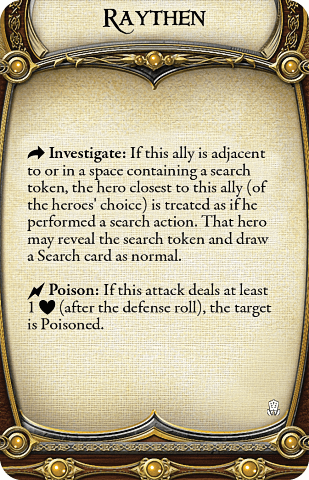 RAYTHEN
Investigate: If this ally is adjacent
to or in a space containing a search
token, the hero closest to this ally (of
the heroes' choice) is treated as if he
performed a search action. That hero
may reveal the search token and draw
a Search card as normal.
Poison: If this attack deals at least
1 ♥ (after the defense roll), the target
is Poisoned.